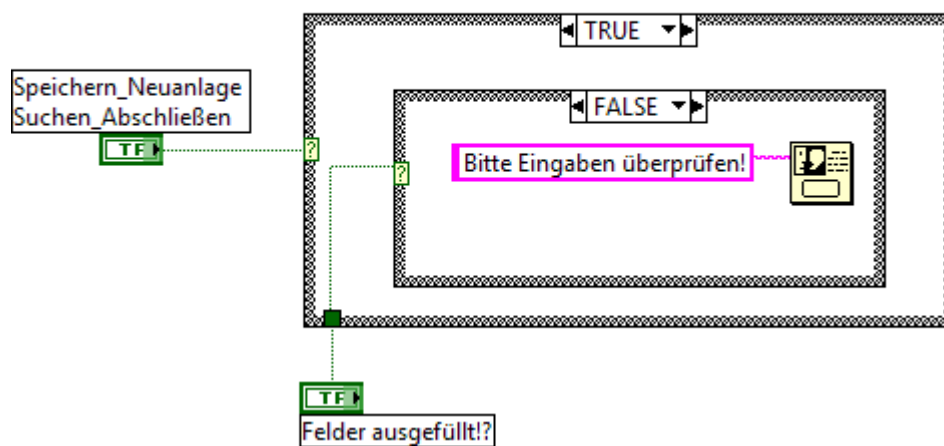 TRUE
Speichern_Neuanlage
Suchen_Abschließen
TF
?
FALSE
?
Bitte Eingaben überprüfen!
TF
Felder ausgefüllt!?